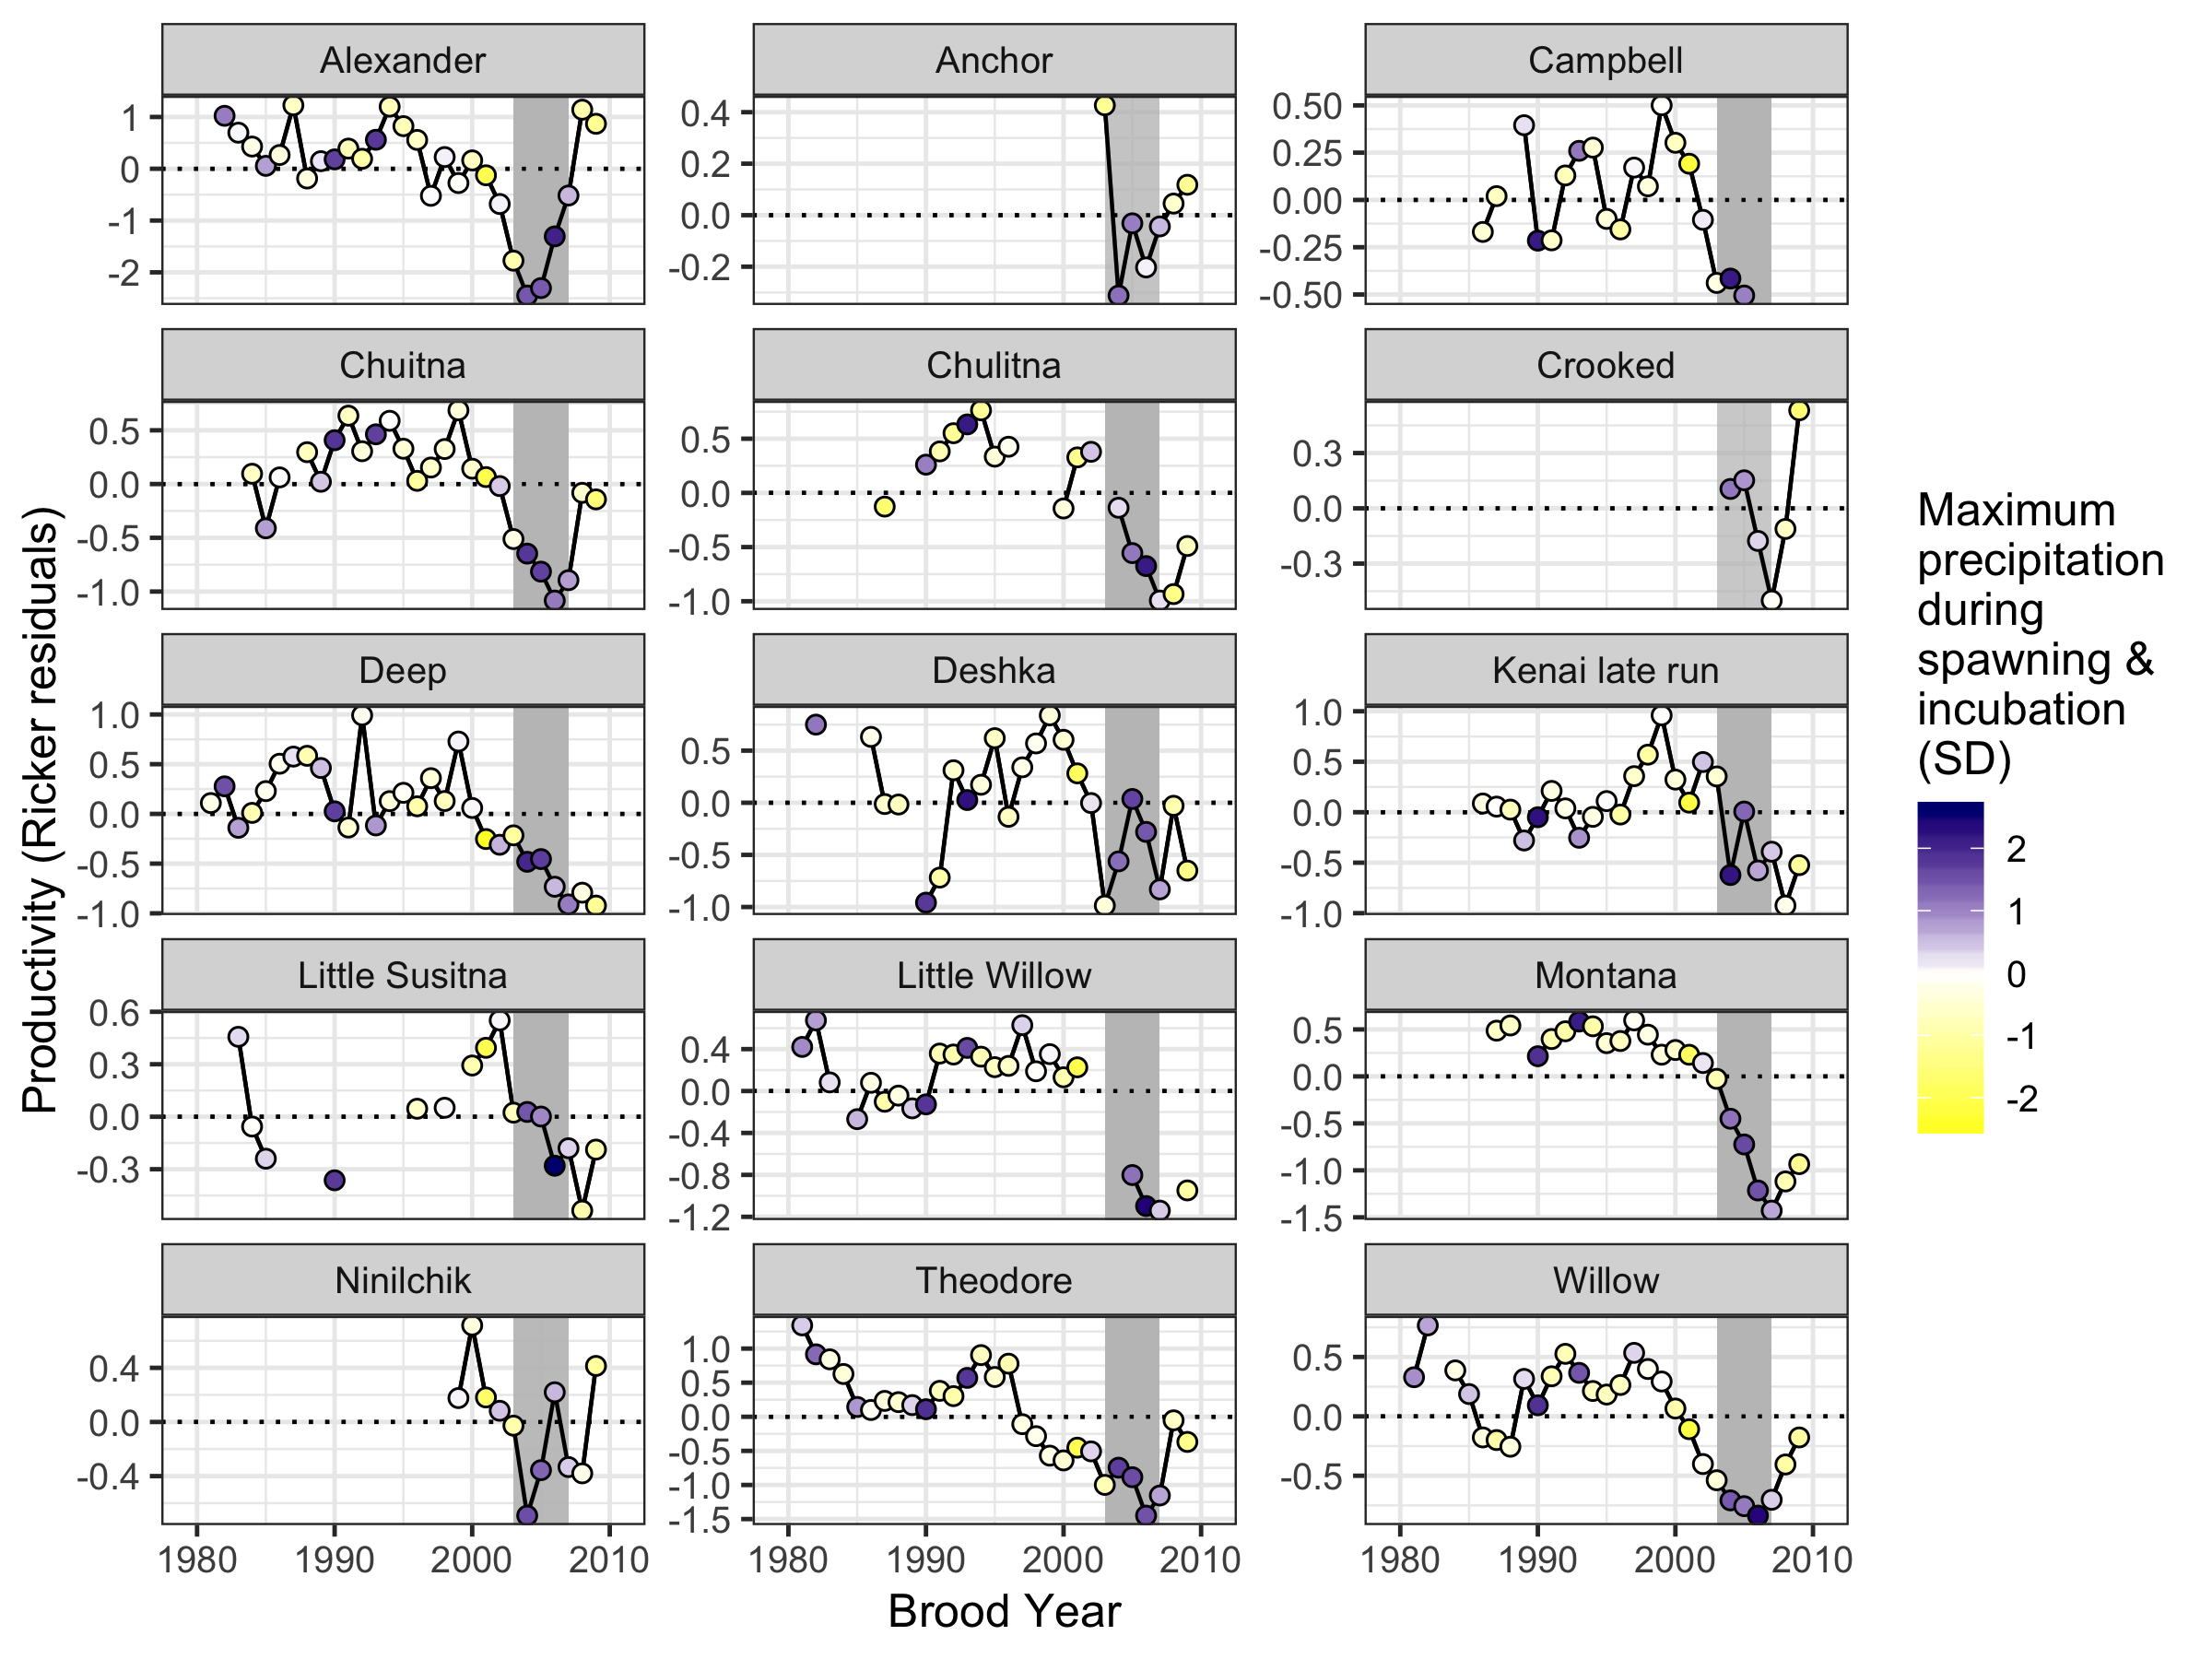 Alexander
Anchor
Campbell
1
0
-1
-2
0.4
0.2
0.0
-0.2
0.50
0.25
0.00
-0.25
-0.50
Chuitna
Chulitna
Crooked
0.5
0.0
-0.5
-1.0
0.5
0.0
-0.5
-1.0
0.3
0.0
-0.3
Deep
Deshka
Kenai late run
1.0
0.5
0.0
-0.5
-1.0
0.5
0.0
-0.5
-1.0
1.0
0.5
0.0
-0.5
-1.0
Little Susitna
Little Willow
Montana
0.6
0.3
0.0
-0.3
0.4
0.0
-0.4
-0.8
-1.2
0.5
0.0
-0.5
-1.0
-1.5
Ninilchik
Theodore
Willow
0.4
0.0
-0.4
1.0
0.5
0.0
-0.5
-1.0
-1.5
0.5
0.0
-0.5
1980 1990 2000 2010
1980 1990 2000 2010
1980 1990 2000 2010
Brood Year
Productivity (Ricker residuals)
Maximum
precipitation
during
spawning &
incubation
(SD)
2
1
0
-1
-2